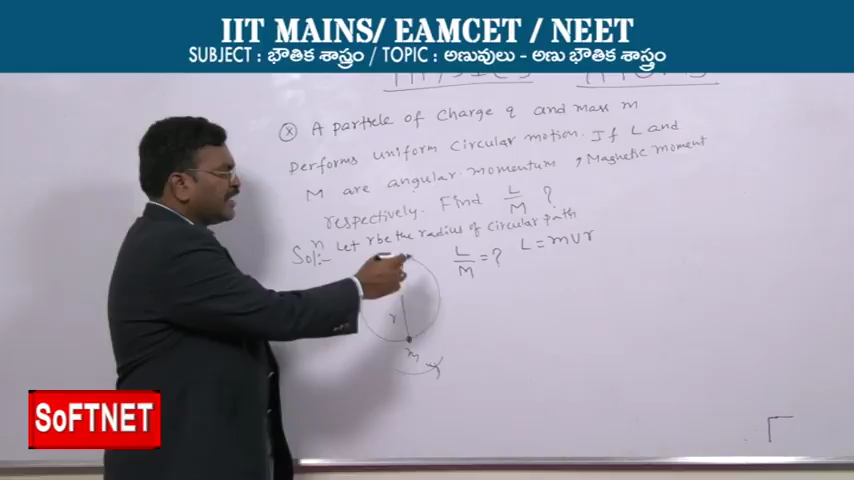 IIT MAINS/ EAMCET / NEET
SUBJECT : భౌతిక శాస్త్రం / TOPIC : అణువులు - అణు భౌతిక శాస్త్రం
(x) A particle of charge q and mass m
performs uniform circular motion. If L and
M are angular momentum, Magnetic moment
respectively. Find L/M ?
Soln:- Let r be the radius of circular path
L/M = ? L = mvr
r
m
SoFTNET